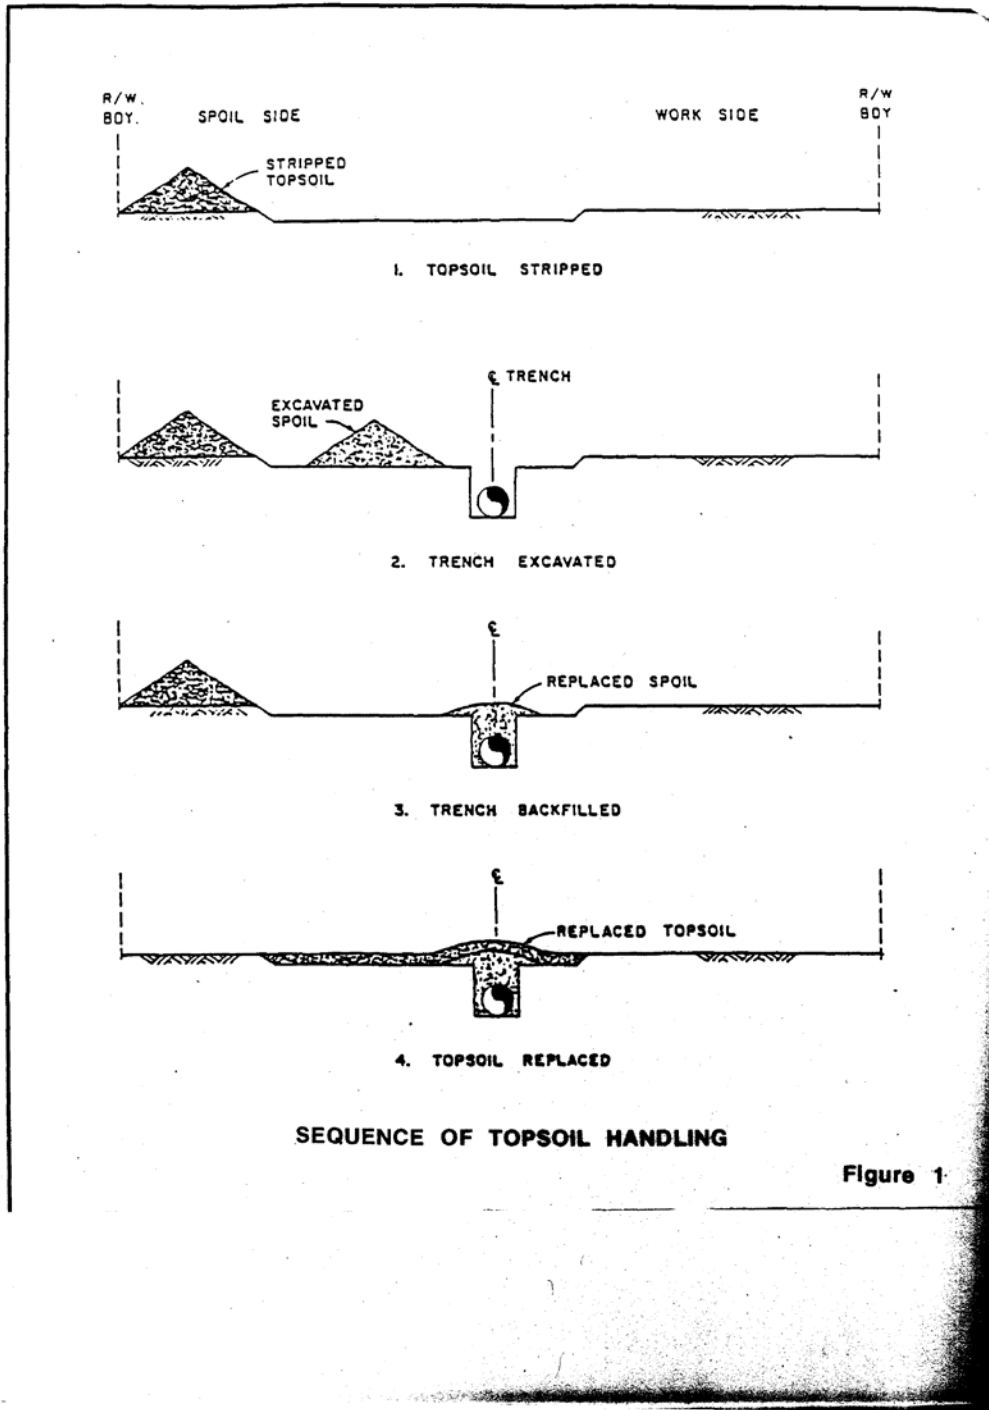 R/W. 
BDY.
SPOIL SIDE
WORK SIDE
R/W
BDY
STRIPPED
TOPSOIL
1. TOPSOIL STRIPPED
℄ TRENCH
EXCAVATED
SPOIL
2. TRENCH EXCAVATED
℄
REPLACED SPOIL
3. TRENCH BACKFILLED
℄
REPLACED TOPSOIL
4. TOPSOIL REPLACED
SEQUENCE OF TOPSOIL HANDLING
Figure 1